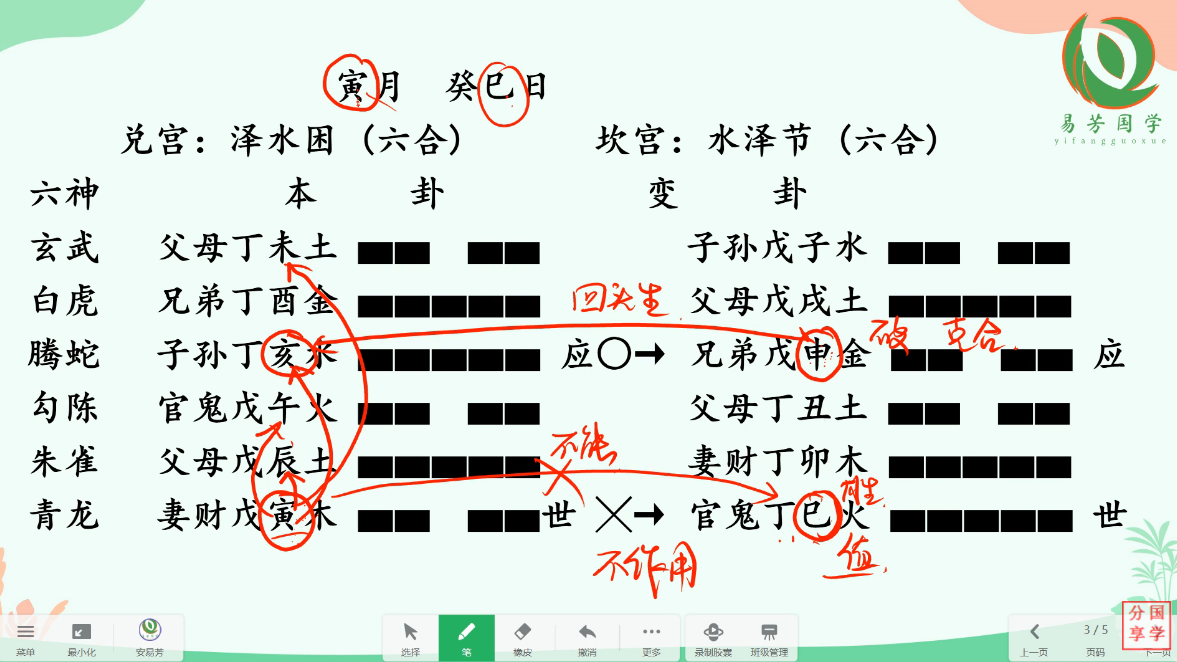 寅月 癸巳日
易芳国学
yifangguoxue
兑宫：泽水困（六合） 坎宫：水泽节（六合）
六神 本 卦 变 卦
玄武 父母丁未土 子孙戊子水
白虎 兄弟丁酉金 回头生 父母戊戌土
腾蛇 子孙丁亥水 应 兄弟戊申金 破 克合 应
勾陈 官鬼戊午火 父母丁丑土
朱雀 父母戊辰土 不能 妻财丁卯木
青龙 妻财戊寅木 世 官鬼丁巳火 世
不作用 值
菜单 最小化 安易芳 选择 笔 橡皮 撤消 更多 录制胶囊 班级管理 上一页 3/5 页码 下一页
分国
享学